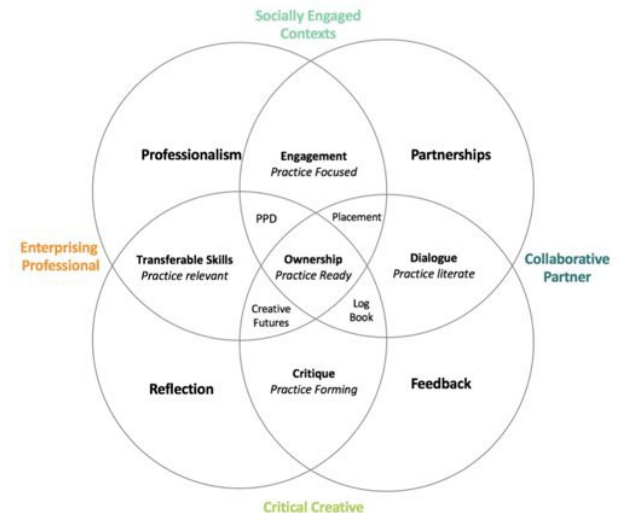 Socially Engaged
Contexts
Professionalism
Engagement
Practice Focused
Partnerships
PPD
Placement
Enterprising
Professional
Transferable Skills
Practice relevant
Ownership
Practice Ready
Dialogue
Practice literate
Collaborative
Partner
Creative
Futures
Log
Book
Reflection
Critique
Practice Forming
Feedback
Critical Creative